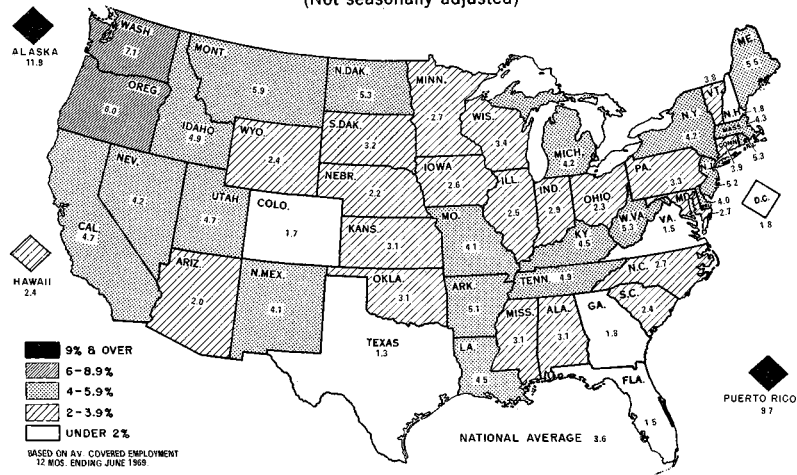 (Not seasonally adjusted)
ALASKA
11.9
WASH
7.1
OREG.
6.0
MONT.
5.9
IDAHO
4.9
N.DAK.
5.3
MINN.
2.7
S.DAK.
3.2
WYO.
2.4
WIS.
3.4
MICH.
4.2
N.Y.
4.2
VT.
3.8
N.H.
1.8
ME.
5.5
MASS
4.3
CONN
3.9
5.3
N.J.
5.2
PA.
3.3
MD.
4.0
2.7
D.C.
1.8
NEV.
4.2
UTAH
4.7
COLO.
1.7
NEBR.
2.2
IOWA
2.6
ILL.
2.5
IND.
2.9
OHIO
2.3
W.VA.
5.3
VA.
1.5
CAL.
4.7
KANS.
3.1
MO.
4.1
KY
4.5
HAWAII
2.4
ARIZ.
2.0
N.MEX.
4.1
OKLA.
3.1
ARK.
5.1
TENN. 4.9
N.C. 2.7
S.C.
2.4
MISS.
3.1
ALA.
3.1
GA.
1.8
TEXAS
1.3
LA.
4.5
FLA.
1.5
PUERTO RICO
9.7
9% & OVER
6-8.9%
4-5.9%
2-3.9%
UNDER 2%
NATIONAL AVERAGE 3.6
BASED ON AV. COVERED EMPLOYMENT
12 MOS. ENDING JUNE 1969.